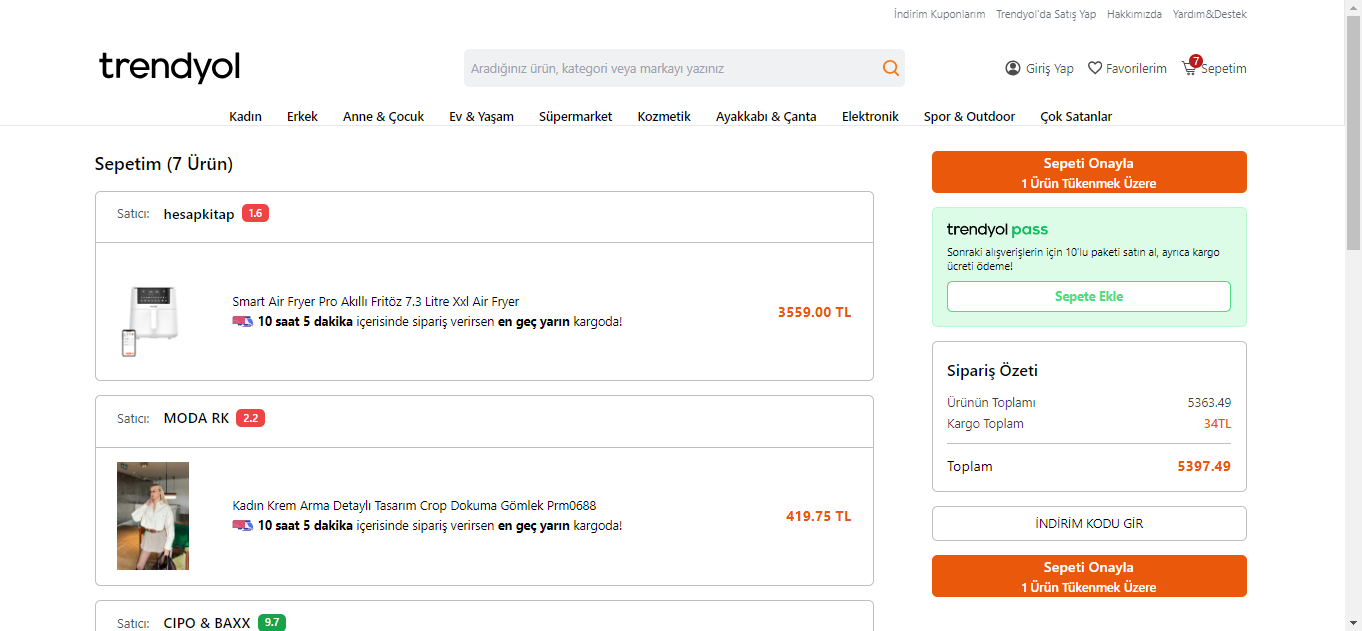 İndirim Kuponlarım Trendyol'da Satış Yap Hakkımızda Yardım&Destek
trendyol
Aradığınız ürün, kategori veya markayı yazınız
Giriş Yap
Favorilerim
7
Sepetim
Kadın Erkek Anne & Çocuk Ev & Yaşam Süpermarket Kozmetik Ayakkabı & Çanta Elektronik Spor & Outdoor Çok Satanlar
Sepetim (7 Ürün)
Satıcı: hesapkitap 1.6
Smart Air Fryer Pro Akıllı Fritöz 7.3 Litre Xxl Air Fryer
10 saat 5 dakika içerisinde sipariş verirsen en geç yarın kargoda!
3559.00 TL
Satıcı: MODA RK 2.2
Kadın Krem Arma Detaylı Tasarım Crop Dokuma Gömlek Prm0688
10 saat 5 dakika içerisinde sipariş verirsen en geç yarın kargoda!
419.75 TL
Satıcı: CIPO & BAXX 9.7
Sepeti Onayla
1 Ürün Tükenmek Üzere
trendyol pass
Sonraki alışverişlerin için 10'lu paketi satın al, ayrıca kargo
ücreti ödeme!
Sepete Ekle
Sipariş Özeti
Ürünün Toplamı 5363.49
Kargo Toplam 34TL
Toplam 5397.49
İNDİRİM KODU GİR
Sepeti Onayla
1 Ürün Tükenmek Üzere